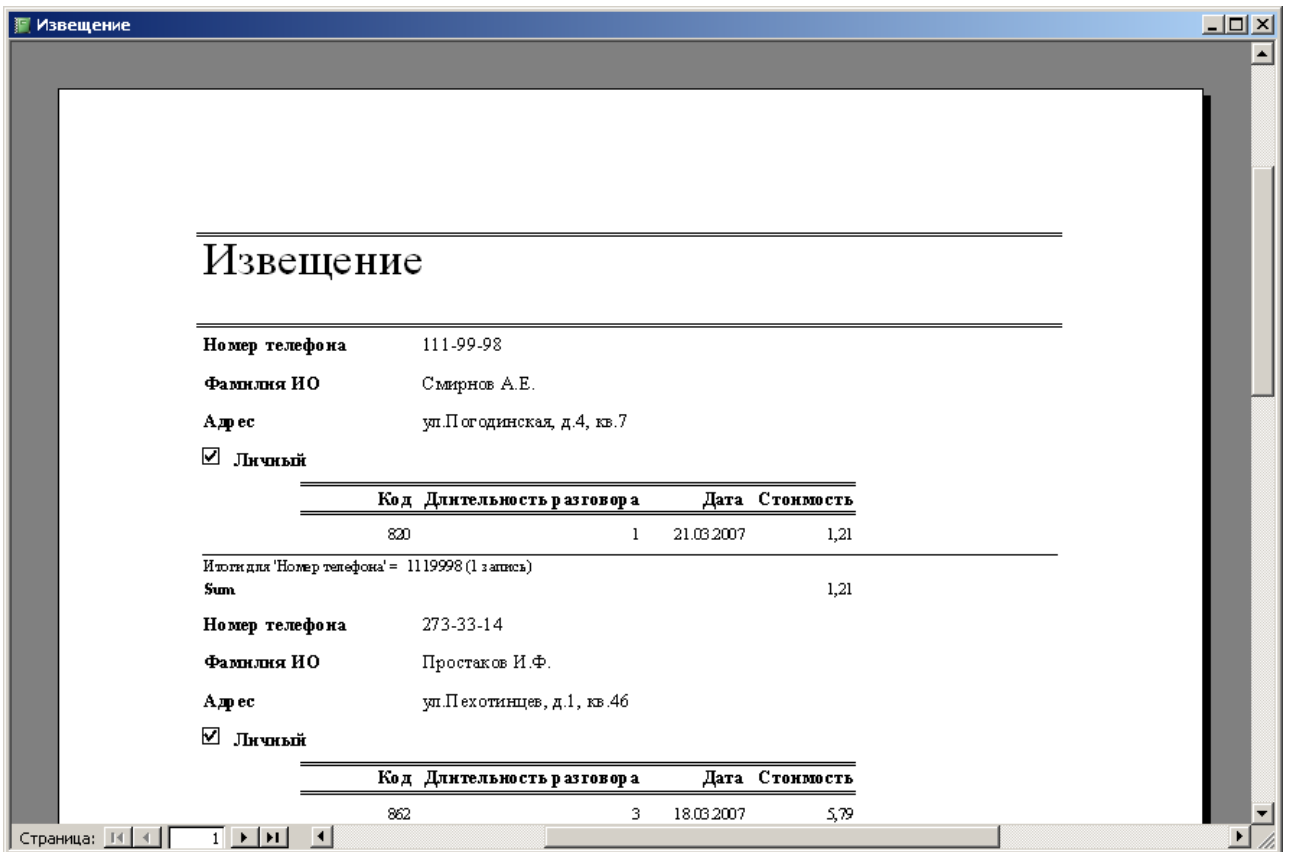 Извещение
Извещение
Номер телефона 111-99-98
Фамилия ИО Смирнов А.Е.
Адрес ул.Погодинская, д.4, кв.7
Личный
Код Длительность разговора Дата Стоимость
820 1 21.03.2007 1,21
Итоги для 'Номер телефона' = 1119998 (1 запись)
Sum 1,21
Номер телефона 273-33-14
Фамилия ИО Простаков И.Ф.
Адрес ул.Пехотинцев, д.1, кв.46
Личный
Код Длительность разговора Дата Стоимость
862 3 18.03.2007 5,79
Страница: 1